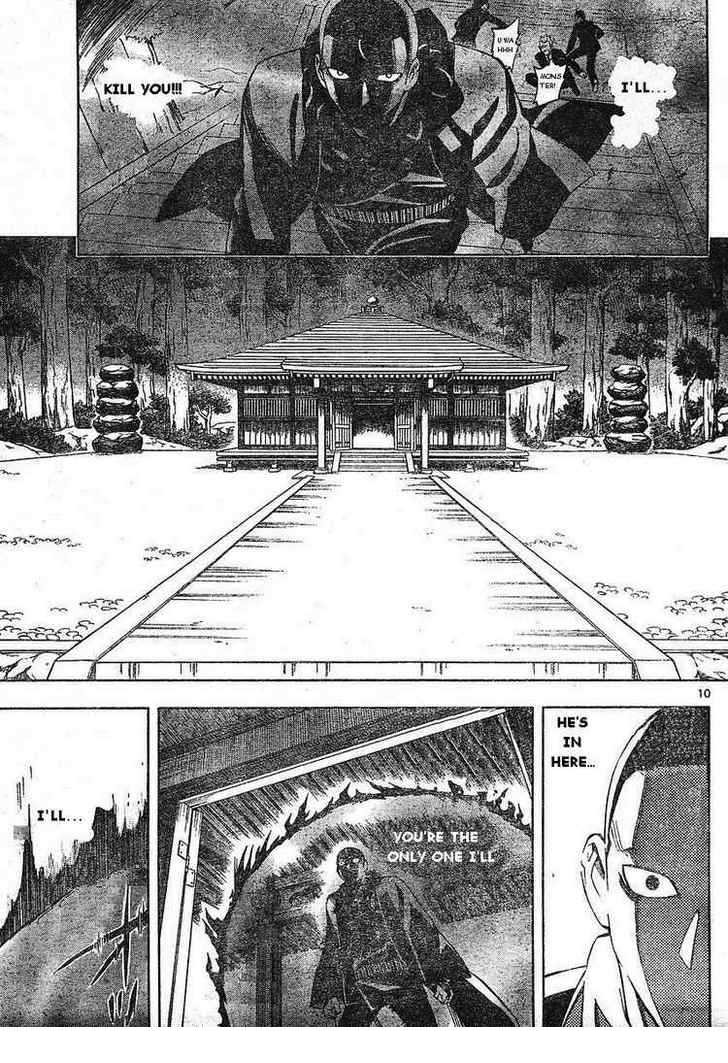 I'LL...
U WA
HHH
MONS
TER!
KILL YOU!!!
10
HE'S
IN
HERE...
YOU'RE THE
ONLY ONE I'LL
I'LL...